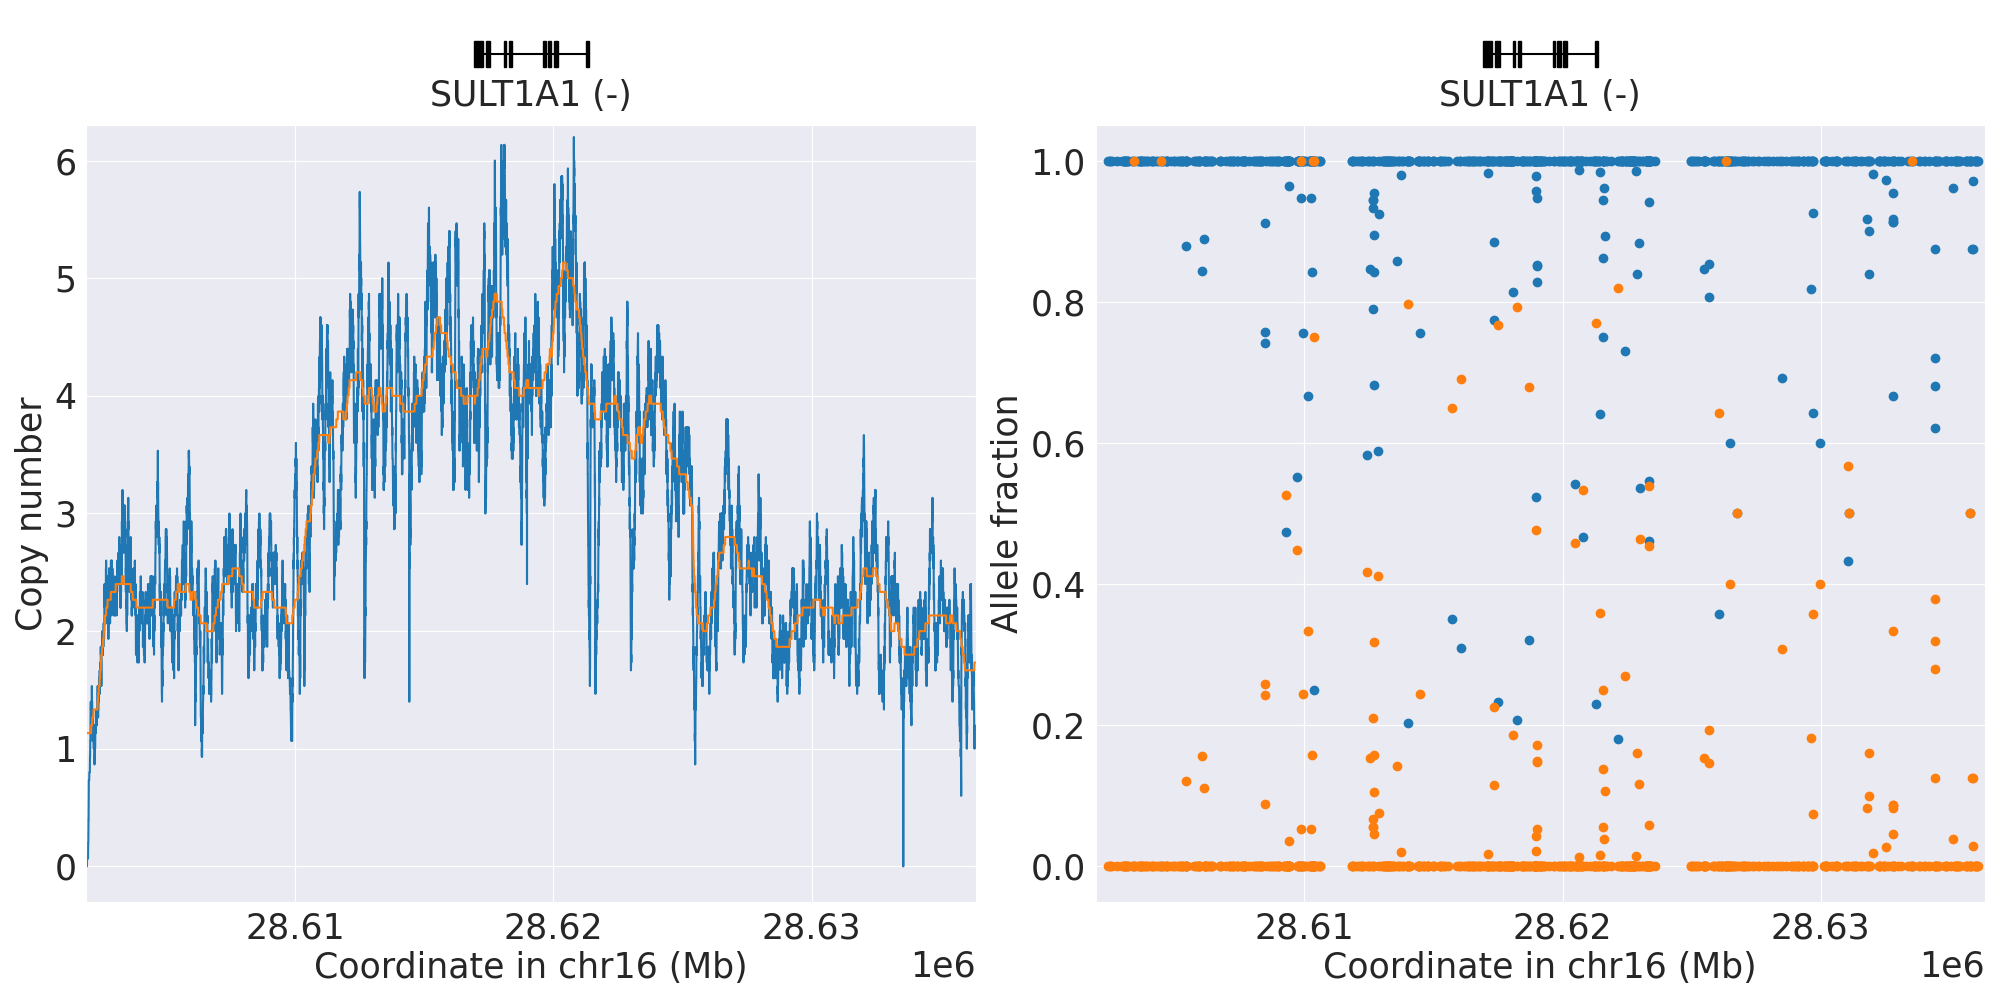 SULT1A1 (-)
6
5
4
3
2
1
0
Copy number
28.61
28.62
28.63
Coordinate in chr16 (Mb)
1e6
SULT1A1 (-)
1.0
0.8
0.6
0.4
0.2
0.0
Allele fraction
28.61
28.62
28.63
Coordinate in chr16 (Mb)
1e6